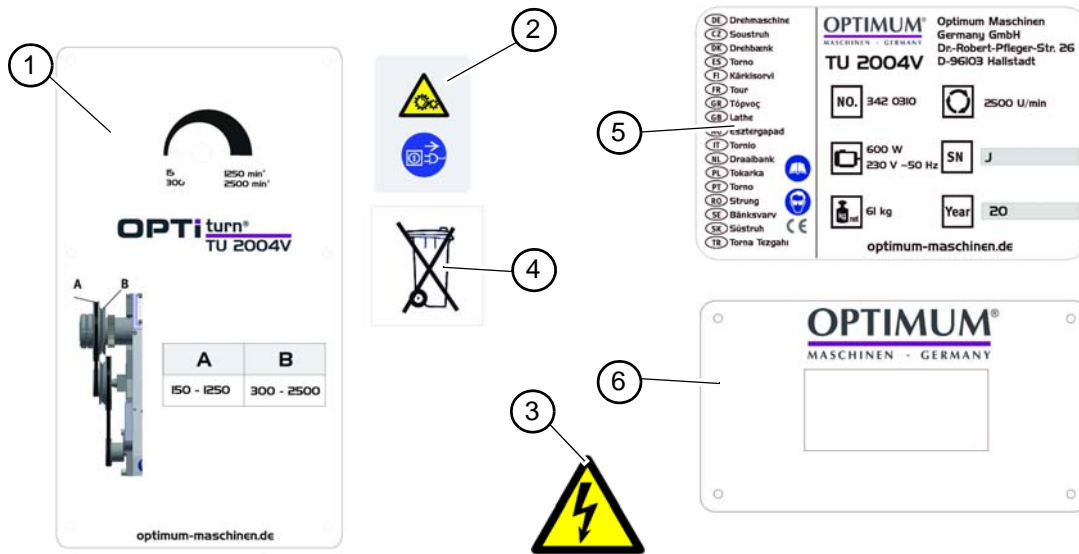 1
15 1250 min
300 2500 min
OPTi turn®
TU 2004V
A B
A B
150 - 1250 300 - 2500
optimum-maschinen.de
2
4
3
5
DE Drehmaschine
CZ Soustruh
DK Drehbænk
ES Torno
FI Kärkisorvi
FR Tour
GR Τόρνος
GB Lathe
Esztergapad
IT Tornio
NL Draaibank
PL Tokarka
PT Torno
RO Strung
SE Bänksvarv
SK Sústruh
TR Torna Tezgahı
CE
OPTIMUM®
MASCHINEN - GERMANY
TU 2004V
Optimum Maschinen
Germany GmbH
Dr.-Robert-Pfleger-Str. 26
D-96103 Hallstadt
NO. 342 0310
2500 U/min
600 W
230 V ~50 Hz
SN J
kg net 61 kg
Year 20
optimum-maschinen.de
6
OPTIMUM®
MASCHINEN - GERMANY